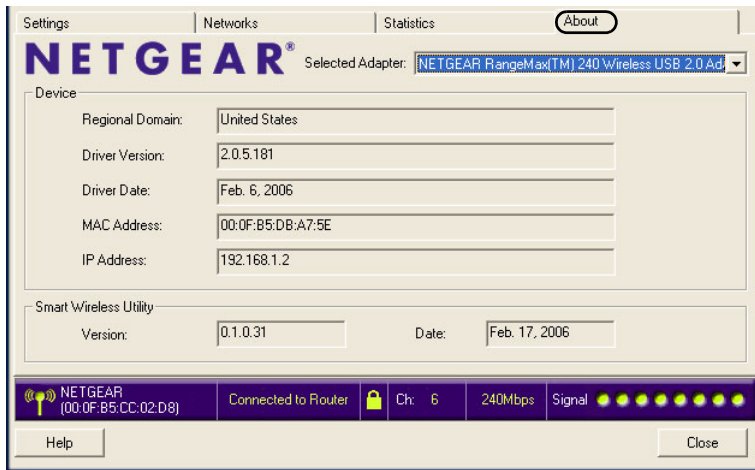 Settings Networks Statistics About
NETGEAR® Selected Adapter: NETGEAR RangeMax(TM) 240 Wireless USB 2.0 Ad
Device
Regional Domain: United States
Driver Version: 2.0.5.181
Driver Date: Feb. 6, 2006
MAC Address: 00:0F:B5:DB:A7:5E
IP Address: 192.168.1.2
Smart Wireless Utility
Version: 0.1.0.31 Date: Feb. 17, 2006
NETGEAR
(00:0F:B5:CC:02:D8) Connected to Router Ch: 6 240Mbps Signal
Help Close